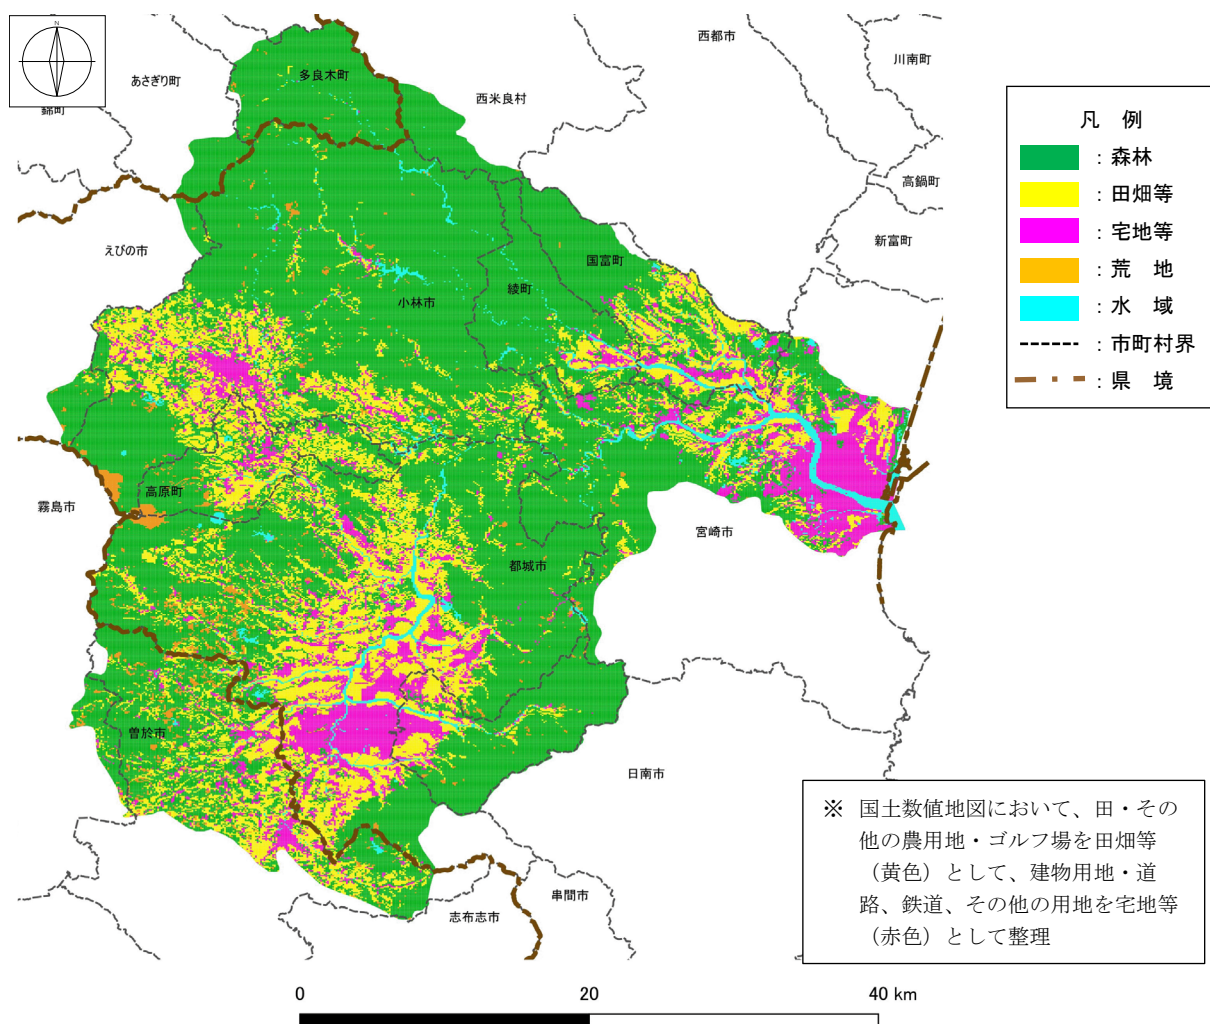 N
錦町
あさぎり町
多良木町
西米良村
西都市
川南町
高鍋町
新富町
えびの市
国富町
綾町
小林市
霧島市
高原町
宮崎市
都城市
曽於市
日南市
串間市
志布志市
凡 例
：森林
：田畑等
：宅地等
：荒 地
：水 域
：市町村界
：県 境
※ 国土数値地図において、田・その
他の農用地・ゴルフ場を田畑等
（黄色）として、建物用地・道
路、鉄道、その他の用地を宅地等
（赤色）として整理
0 20 40 km